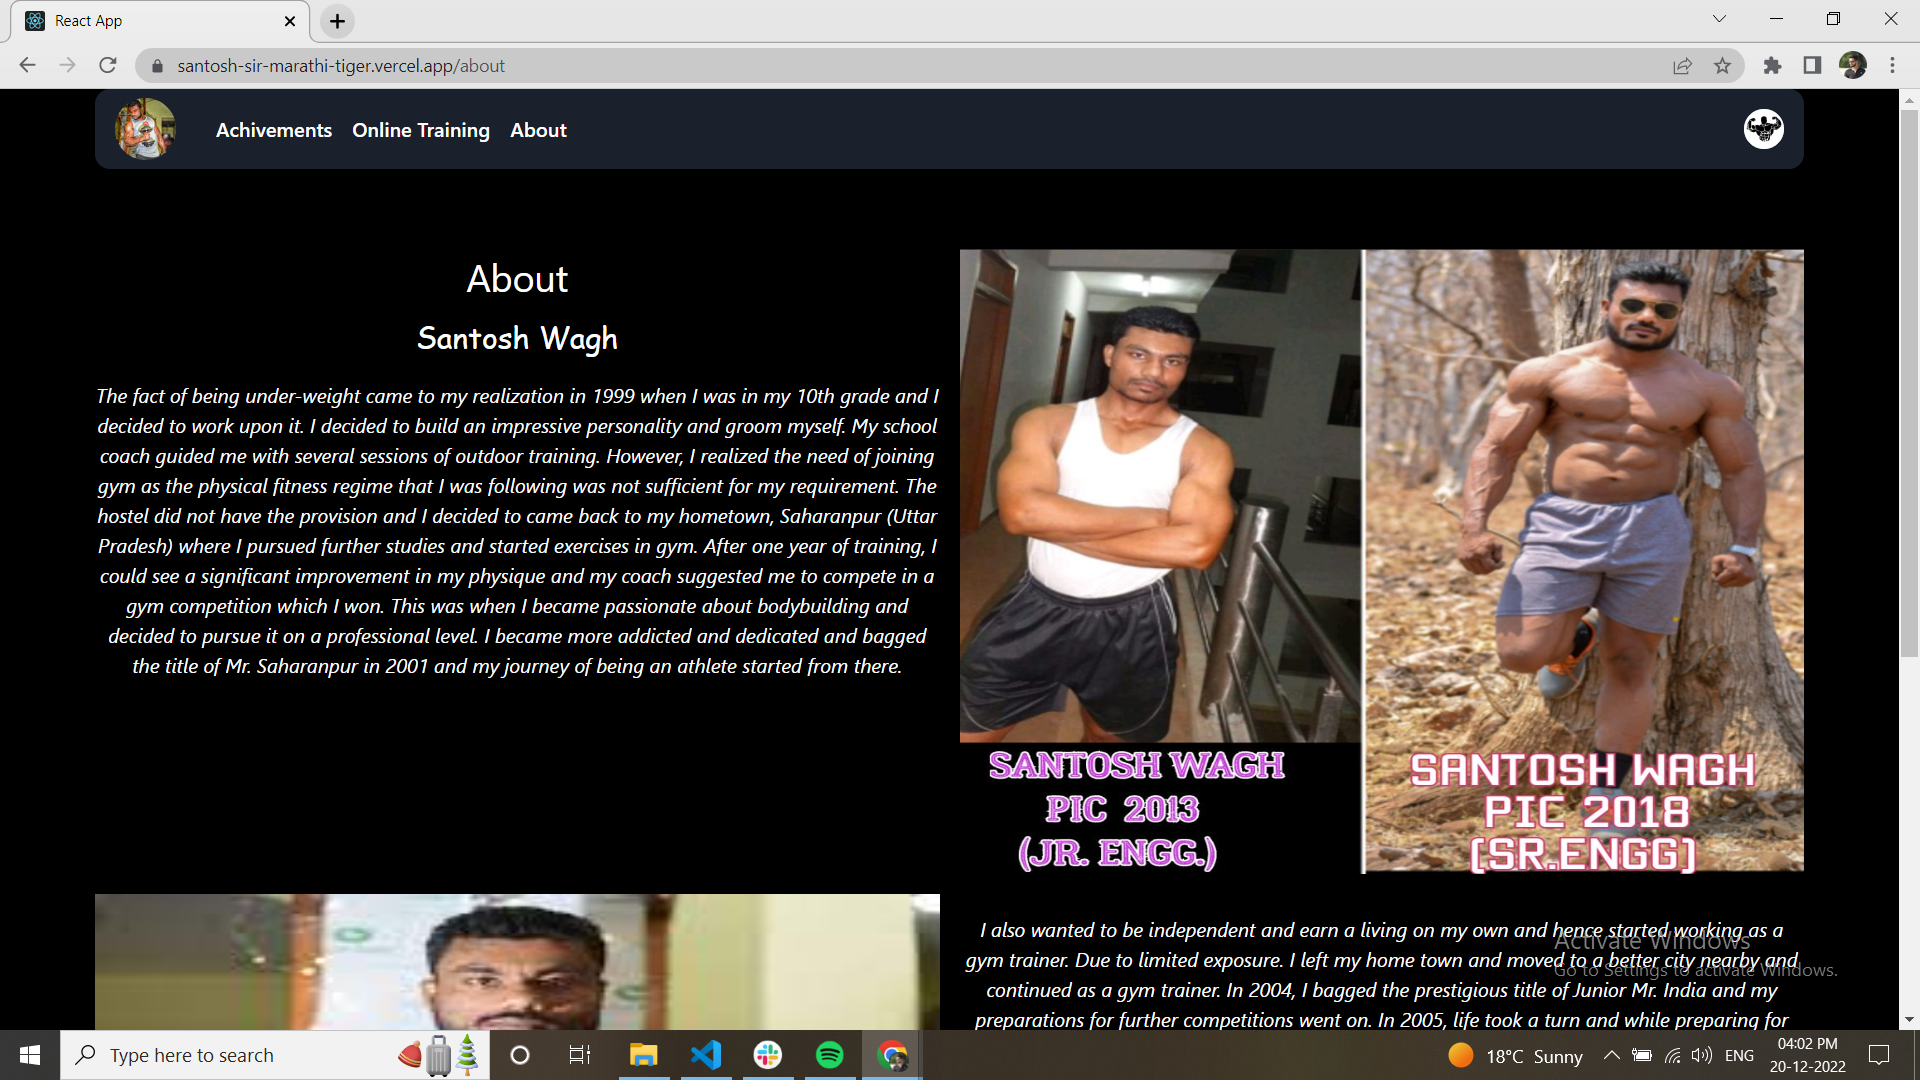 React App
santosh-sir-marathi-tiger.vercel.app/about
Achivements Online Training About
About
Santosh Wagh
The fact of being under-weight came to my realization in 1999 when I was in my 10th grade and I
decided to work upon it. I decided to build an impressive personality and groom myself. My school
coach guided me with several sessions of outdoor training. However, I realized the need of joining
gym as the physical fitness regime that I was following was not sufficient for my requirement. The
hostel did not have the provision and I decided to came back to my hometown, Saharanpur (Uttar
Pradesh) where I pursued further studies and started exercises in gym. After one year of training, I
could see a significant improvement in my physique and my coach suggested me to compete in a
gym competition which I won. This was when I became passionate about bodybuilding and
decided to pursue it on a professional level. I became more addicted and dedicated and bagged
the title of Mr. Saharanpur in 2001 and my journey of being an athlete started from there.
SANTOSH WAGH
PIC 2013
(JR. ENGG.)
SANTOSH WAGH
PIC 2018
(SR.ENGG)
I also wanted to be independent and earn a living on my own and hence started working as a
gym trainer. Due to limited exposure. I left my home town and moved to a better city nearby and
continued as a gym trainer. In 2004, I bagged the prestigious title of Junior Mr. India and my
preparations for further competitions went on. In 2005, life took a turn and while preparing for
Activate Windows
Go to Settings to activate Windows.
Type here to search
18°C Sunny
ENG
04:02 PM
20-12-2022